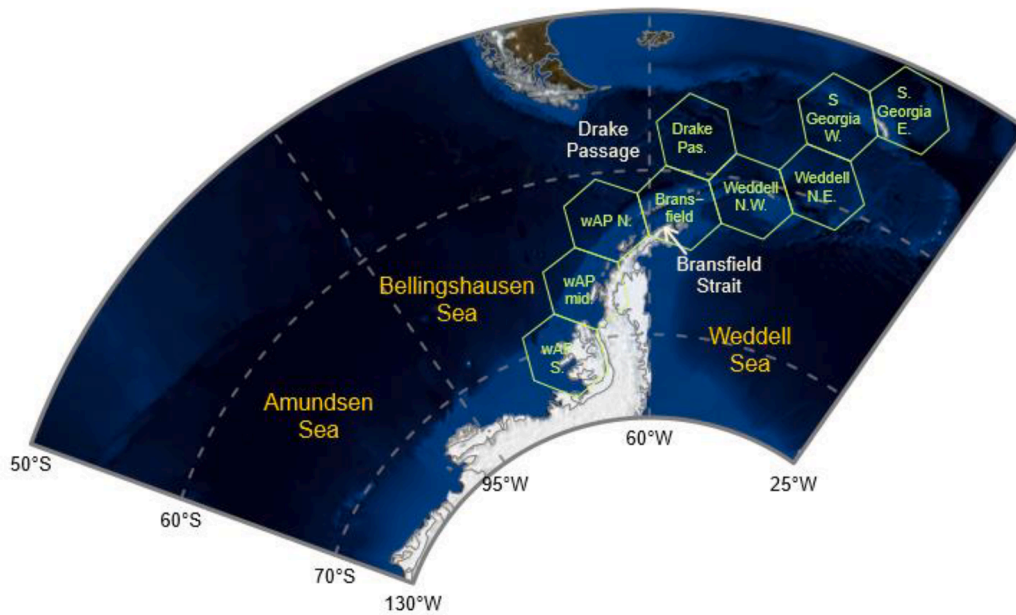 S
Georgia
W.
S.
Georgia
E.
Drake
Passage
Drake
Pas.
Weddell
N.E.
Weddell
N.W.
Brans-
field
wAP N.
Bransfield
Strait
wAP
mid.
Bellingshausen
Sea
Weddell
Sea
wAP
S.
Amundsen
Sea
60°W
50°S
95°W
25°W
60°S
70°S
130°W